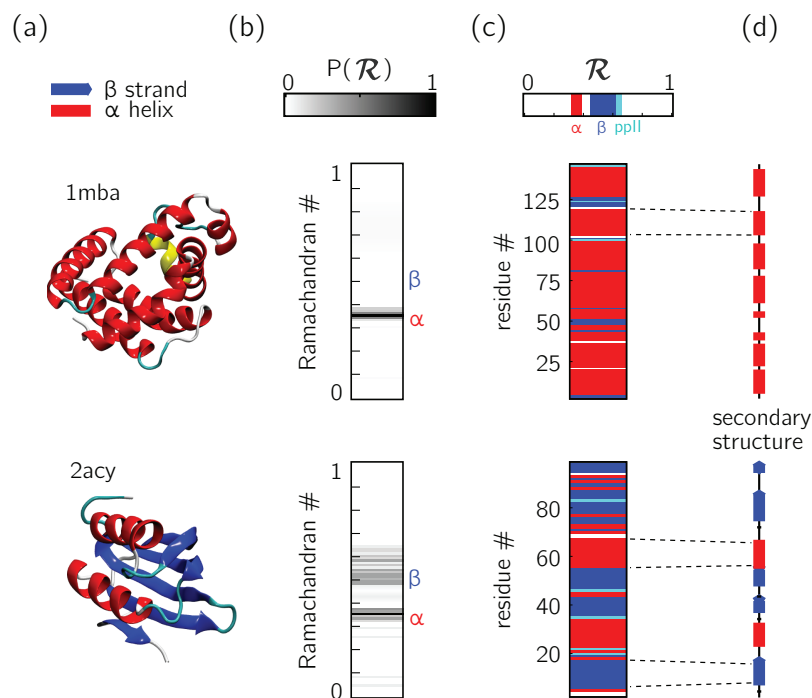 (a)
(b)
(c)
(d)
β strand
α helix
P(R)
0
1
R
0
1
α
β
ppII
1mba
1
Ramachandran #
β
α
0
residue #
125
100
75
50
25
secondary
structure
2acy
1
Ramachandran #
β
α
0
residue #
80
60
40
20